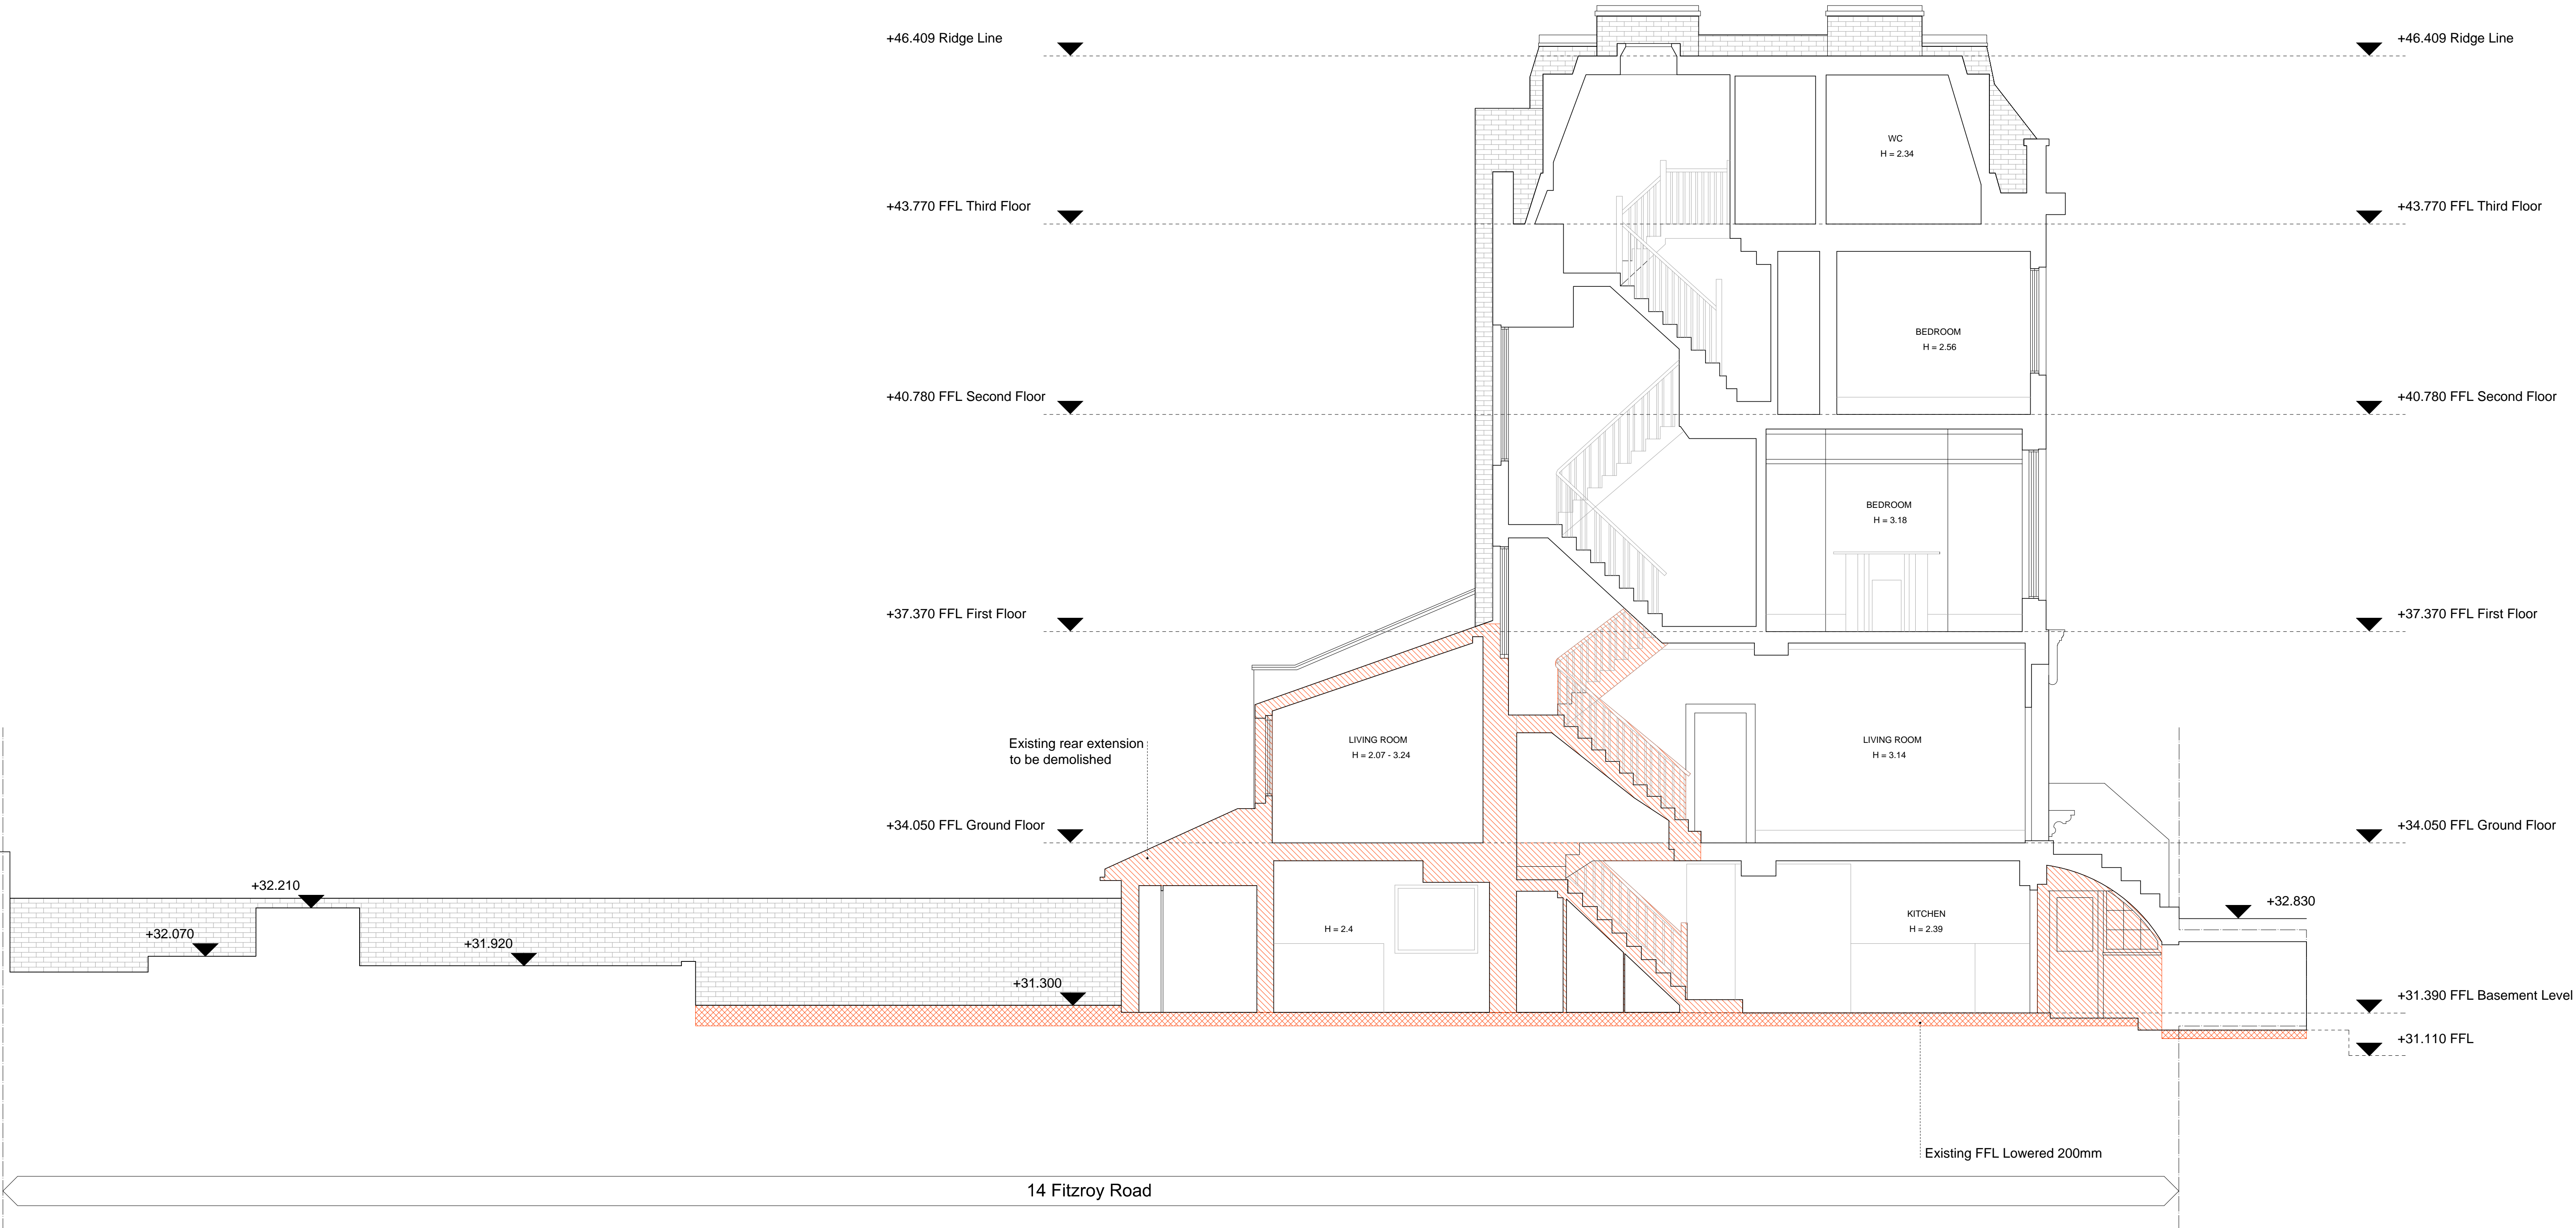 +46.409 Ridge Line
+46.409 Ridge Line
WC
H = 2.34
+43.770 FFL Third Floor
+43.770 FFL Third Floor
BEDROOM
H = 2.56
+40.780 FFL Second Floor
+40.780 FFL Second Floor
BEDROOM
H = 3.18
+37.370 FFL First Floor
+37.370 FFL First Floor
Existing rear extension
to be demolished
LIVING ROOM
H = 2.07 - 3.24
LIVING ROOM
H = 3.14
+34.050 FFL Ground Floor
+34.050 FFL Ground Floor
+32.210
+32.070
+31.920
+31.300
H = 2.4
KITCHEN
H = 2.39
+32.830
+31.390 FFL Basement Level
+31.110 FFL
Existing FFL Lowered 200mm
14 Fitzroy Road